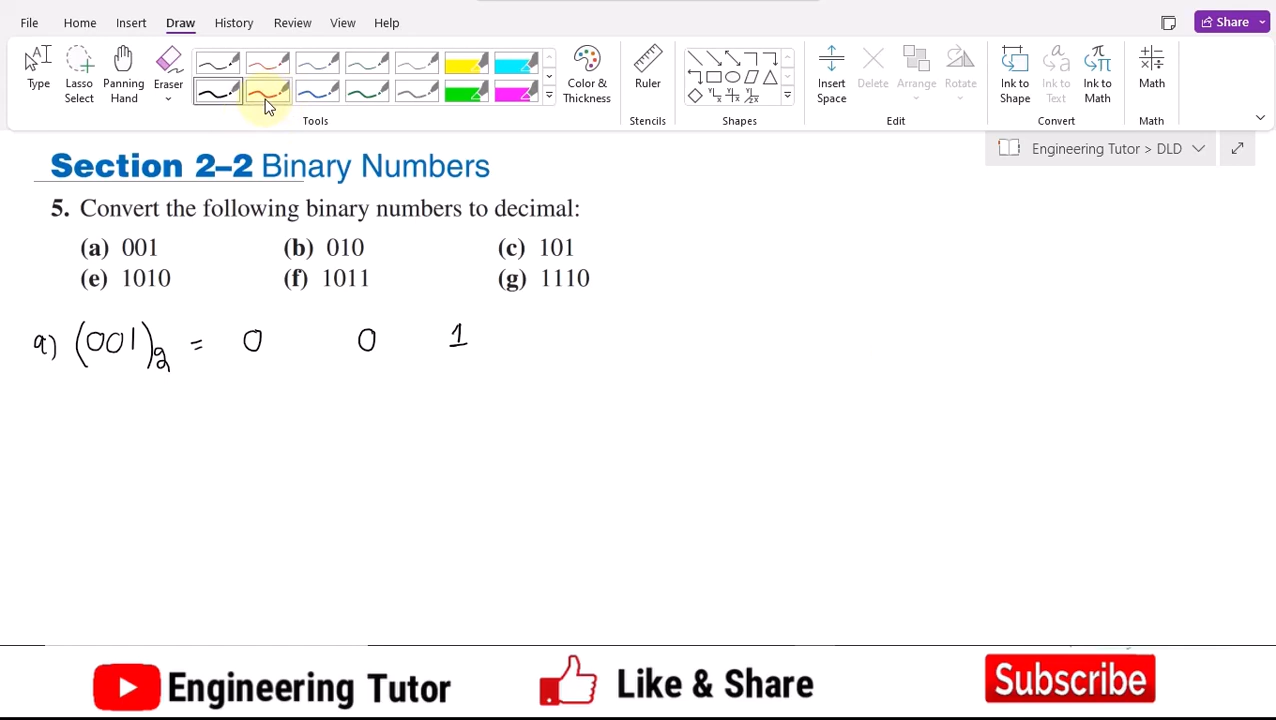 File Home Insert Draw History Review View Help
Share
Type
Lasso Select
Panning Hand
Eraser
Color & Thickness
Ruler
Insert Space
Delete
Arrange
Rotate
Ink to Shape
Ink to Text
Ink to Math
Math
Tools
Stencils
Shapes
Edit
Convert
Math
Engineering Tutor > DLD
Section 2–2 Binary Numbers
5. Convert the following binary numbers to decimal:
(a) 001 (b) 010 (c) 101
(e) 1010 (f) 1011 (g) 1110
a) (001)2 = 0 0 1
Engineering Tutor
Like & Share
Subscribe